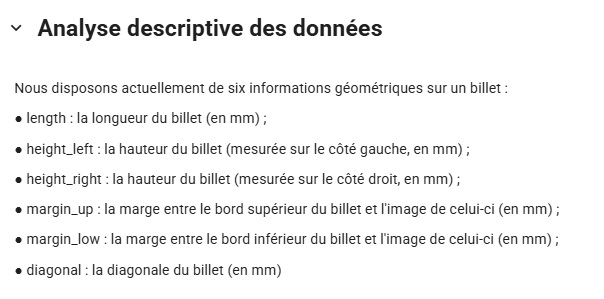 Analyse descriptive des données
Nous disposons actuellement de six informations géométriques sur un billet :
● length : la longueur du billet (en mm) ;
● height_left : la hauteur du billet (mesurée sur le côté gauche, en mm) ;
● height_right : la hauteur du billet (mesurée sur le côté droit, en mm) ;
● margin_up : la marge entre le bord supérieur du billet et l'image de celui-ci (en mm) ;
● margin_low : la marge entre le bord inférieur du billet et l'image de celui-ci (en mm) ;
● diagonal : la diagonale du billet (en mm)